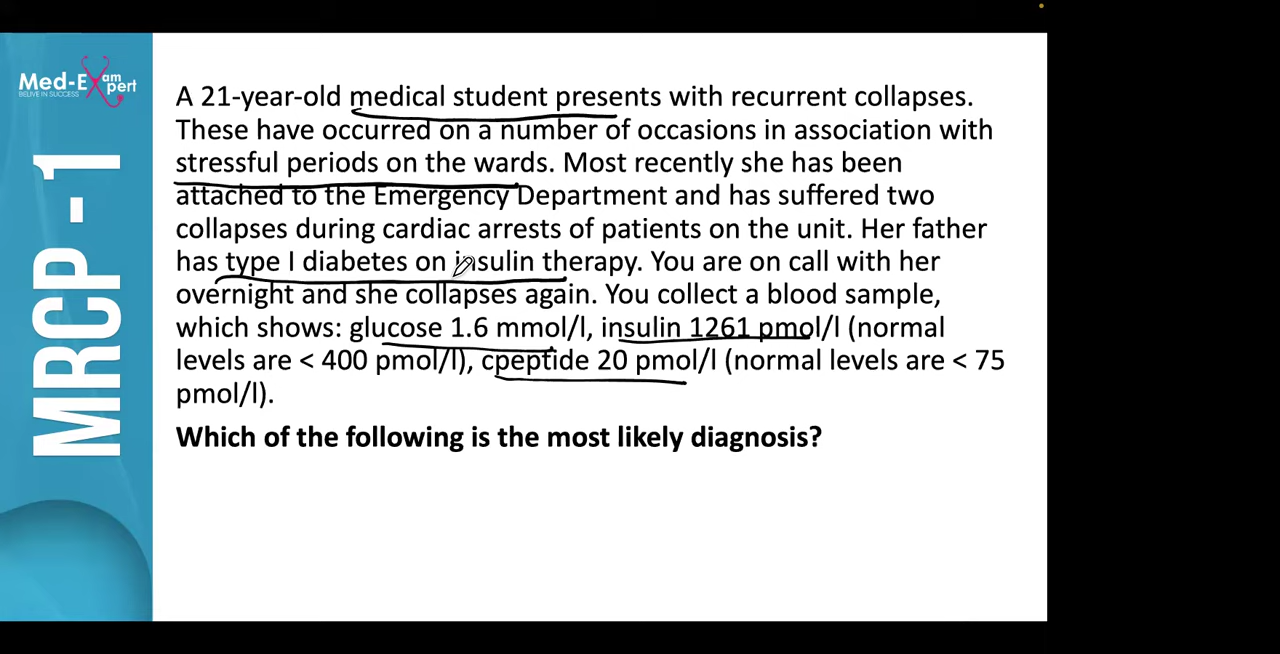 Med-Exam
pert
BELIVE IN SUCCESS
MRCP -1
A 21-year-old medical student presents with recurrent collapses.
These have occurred on a number of occasions in association with
stressful periods on the wards. Most recently she has been
attached to the Emergency Department and has suffered two
collapses during cardiac arrests of patients on the unit. Her father
has type I diabetes on insulin therapy. You are on call with her
overnight and she collapses again. You collect a blood sample,
which shows: glucose 1.6 mmol/l, insulin 1261 pmol/l (normal
levels are < 400 pmol/l), cpeptide 20 pmol/l (normal levels are < 75
pmol/l).
Which of the following is the most likely diagnosis?